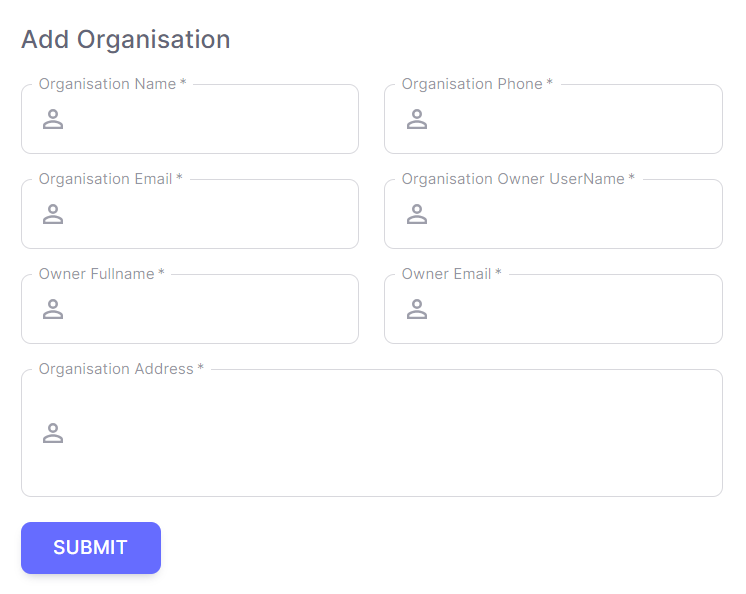 Add Organisation
Organisation Name *
Organisation Phone *
Organisation Email *
Organisation Owner UserName *
Owner Fullname *
Owner Email *
Organisation Address *
SUBMIT